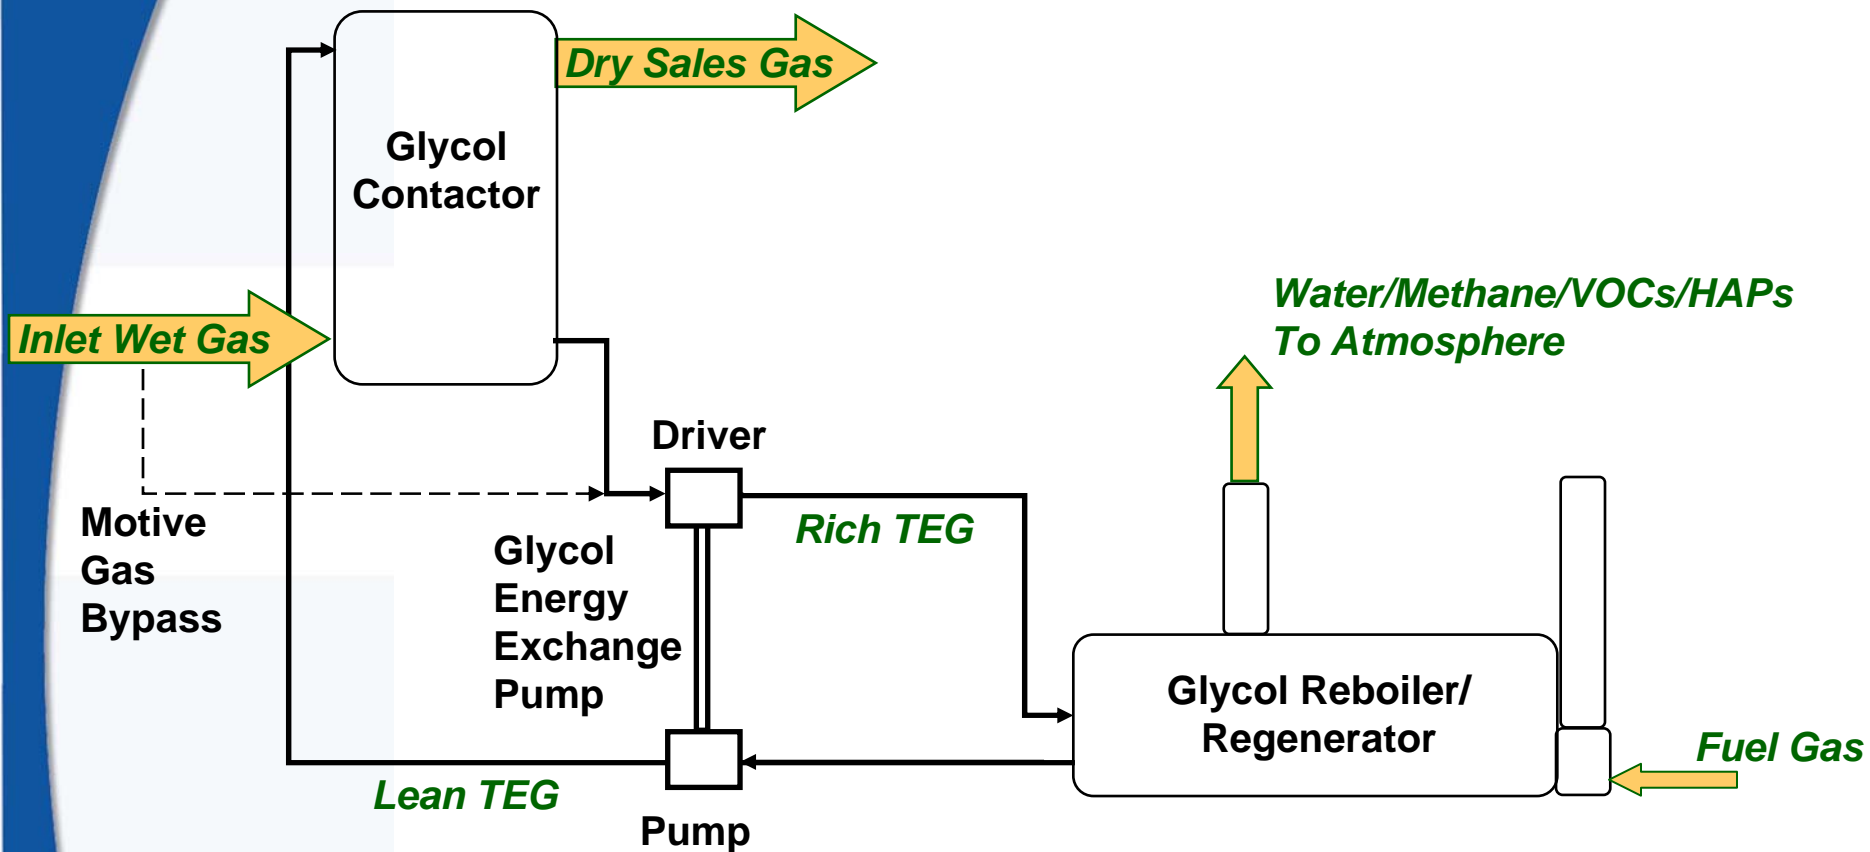 Dry Sales Gas
Glycol
Contactor
Inlet Wet Gas
Water/Methane/VOCs/HAPs
To Atmosphere
Driver
Motive
Gas
Bypass
Glycol
Energy
Exchange
Pump
Rich TEG
Glycol Reboiler/
Regenerator
Fuel Gas
Lean TEG
Pump